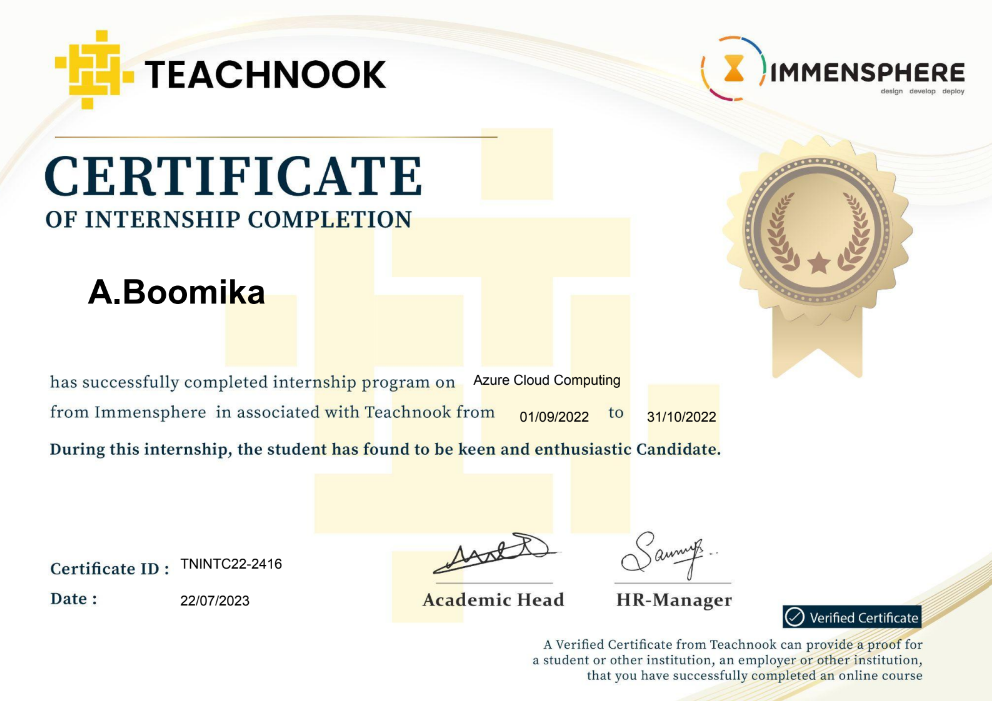 TEACHNOOK
IMMENSPHERE
design develop deploy
CERTIFICATE
OF INTERNSHIP COMPLETION
A.Boomika
has successfully completed internship program on Azure Cloud Computing
from Immensphere in associated with Teachnook from 01/09/2022 to 31/10/2022
During this internship, the student has found to be keen and enthusiastic Candidate.
Certificate ID : TNINTC22-2416
Date : 22/07/2023
Academic Head
HR-Manager
Verified Certificate
A Verified Certificate from Teachnook can provide a proof for
a student or other institution, an employer or other institution,
that you have successfully completed an online course